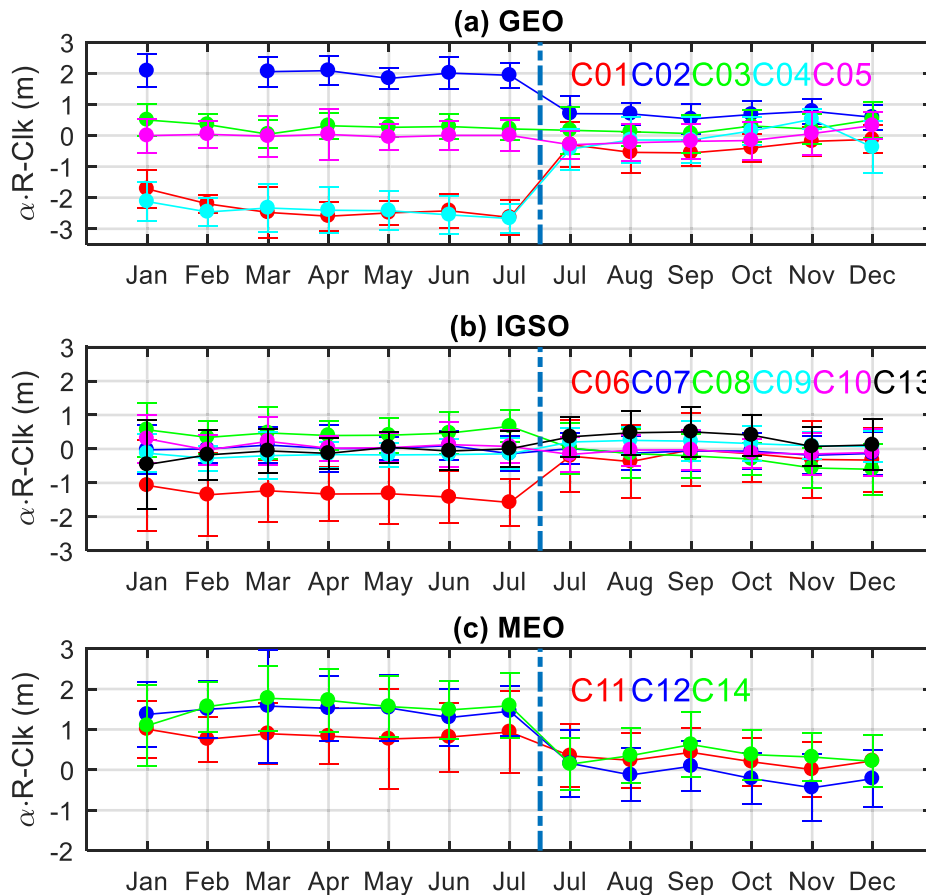 (a) GEO
α·R-Clk (m)
3
2
1
0
-1
-2
-3
C01C02C03C04C05
Jan Feb Mar Apr May Jun Jul Jul Aug Sep Oct Nov Dec
(b) IGSO
α·R-Clk (m)
3
2
1
0
-1
-2
-3
C06C07C08C09C10C13
Jan Feb Mar Apr May Jun Jul Jul Aug Sep Oct Nov Dec
(c) MEO
α·R-Clk (m)
3
2
1
0
-1
-2
C11C12C14
Jan Feb Mar Apr May Jun Jul Jul Aug Sep Oct Nov Dec